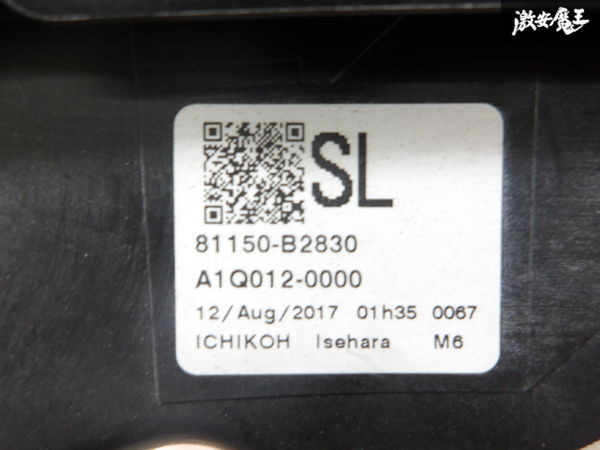 激安魔王
SL
81150-B2830
A1Q012-0000
12/Aug/2017 01h35 0067
ICHIKOH Isehara M6